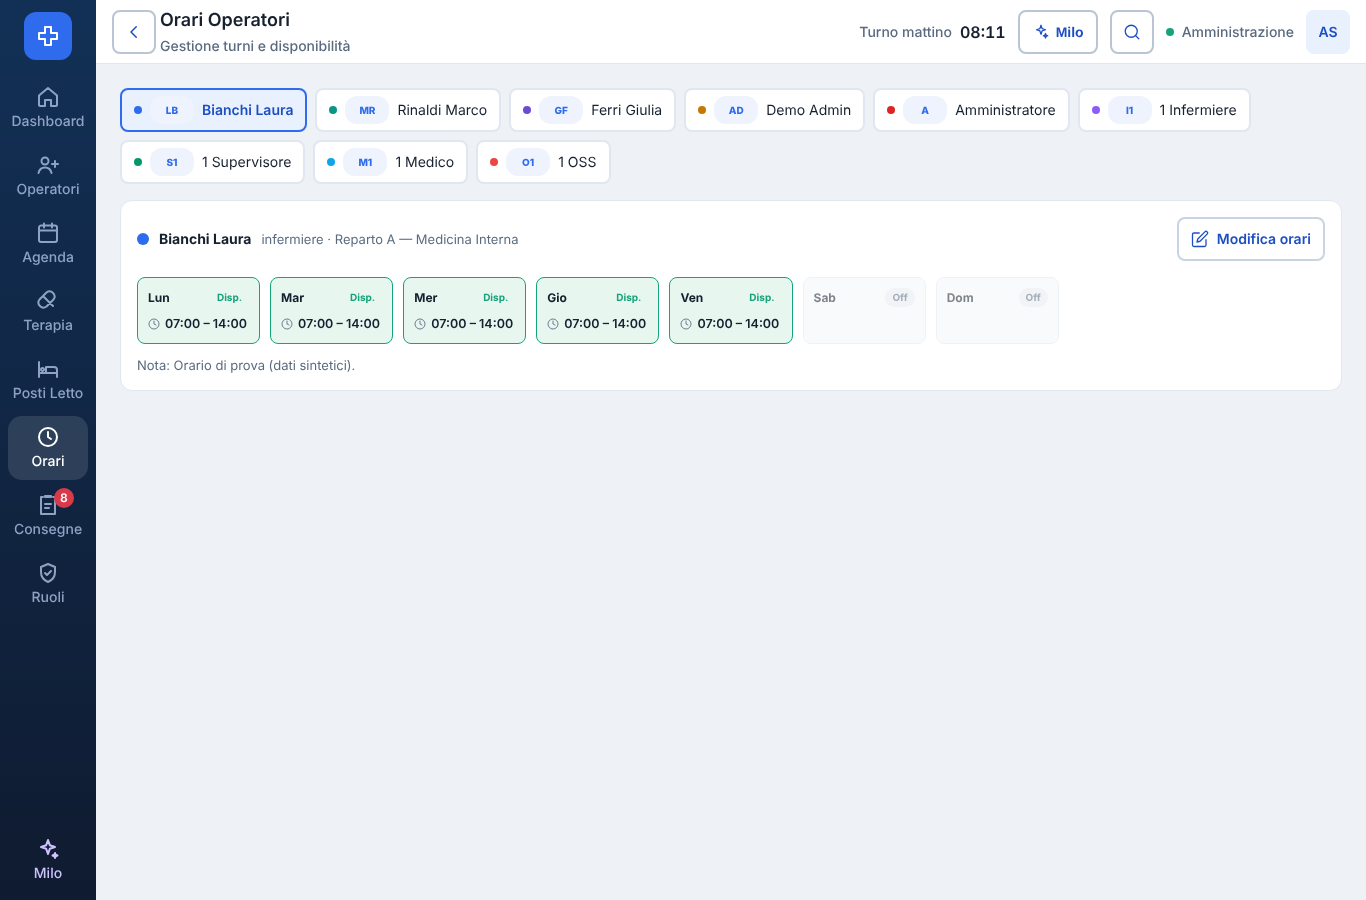 Orari Operatori
Gestione turni e disponibilità
Turno mattino 08:11
Milo
Amministrazione
AS
Dashboard
Operatori
Agenda
Terapia
Posti Letto
Orari
Consegne
8
Ruoli
Milo
LB Bianchi Laura
MR Rinaldi Marco
GF Ferri Giulia
AD Demo Admin
A Amministratore
I1 1 Infermiere
S1 1 Supervisore
M1 1 Medico
O1 1 OSS
Bianchi Laura infermiere · Reparto A — Medicina Interna
Modifica orari
Lun Disp.
07:00 – 14:00
Mar Disp.
07:00 – 14:00
Mer Disp.
07:00 – 14:00
Gio Disp.
07:00 – 14:00
Ven Disp.
07:00 – 14:00
Sab Off
Dom Off
Nota: Orario di prova (dati sintetici).